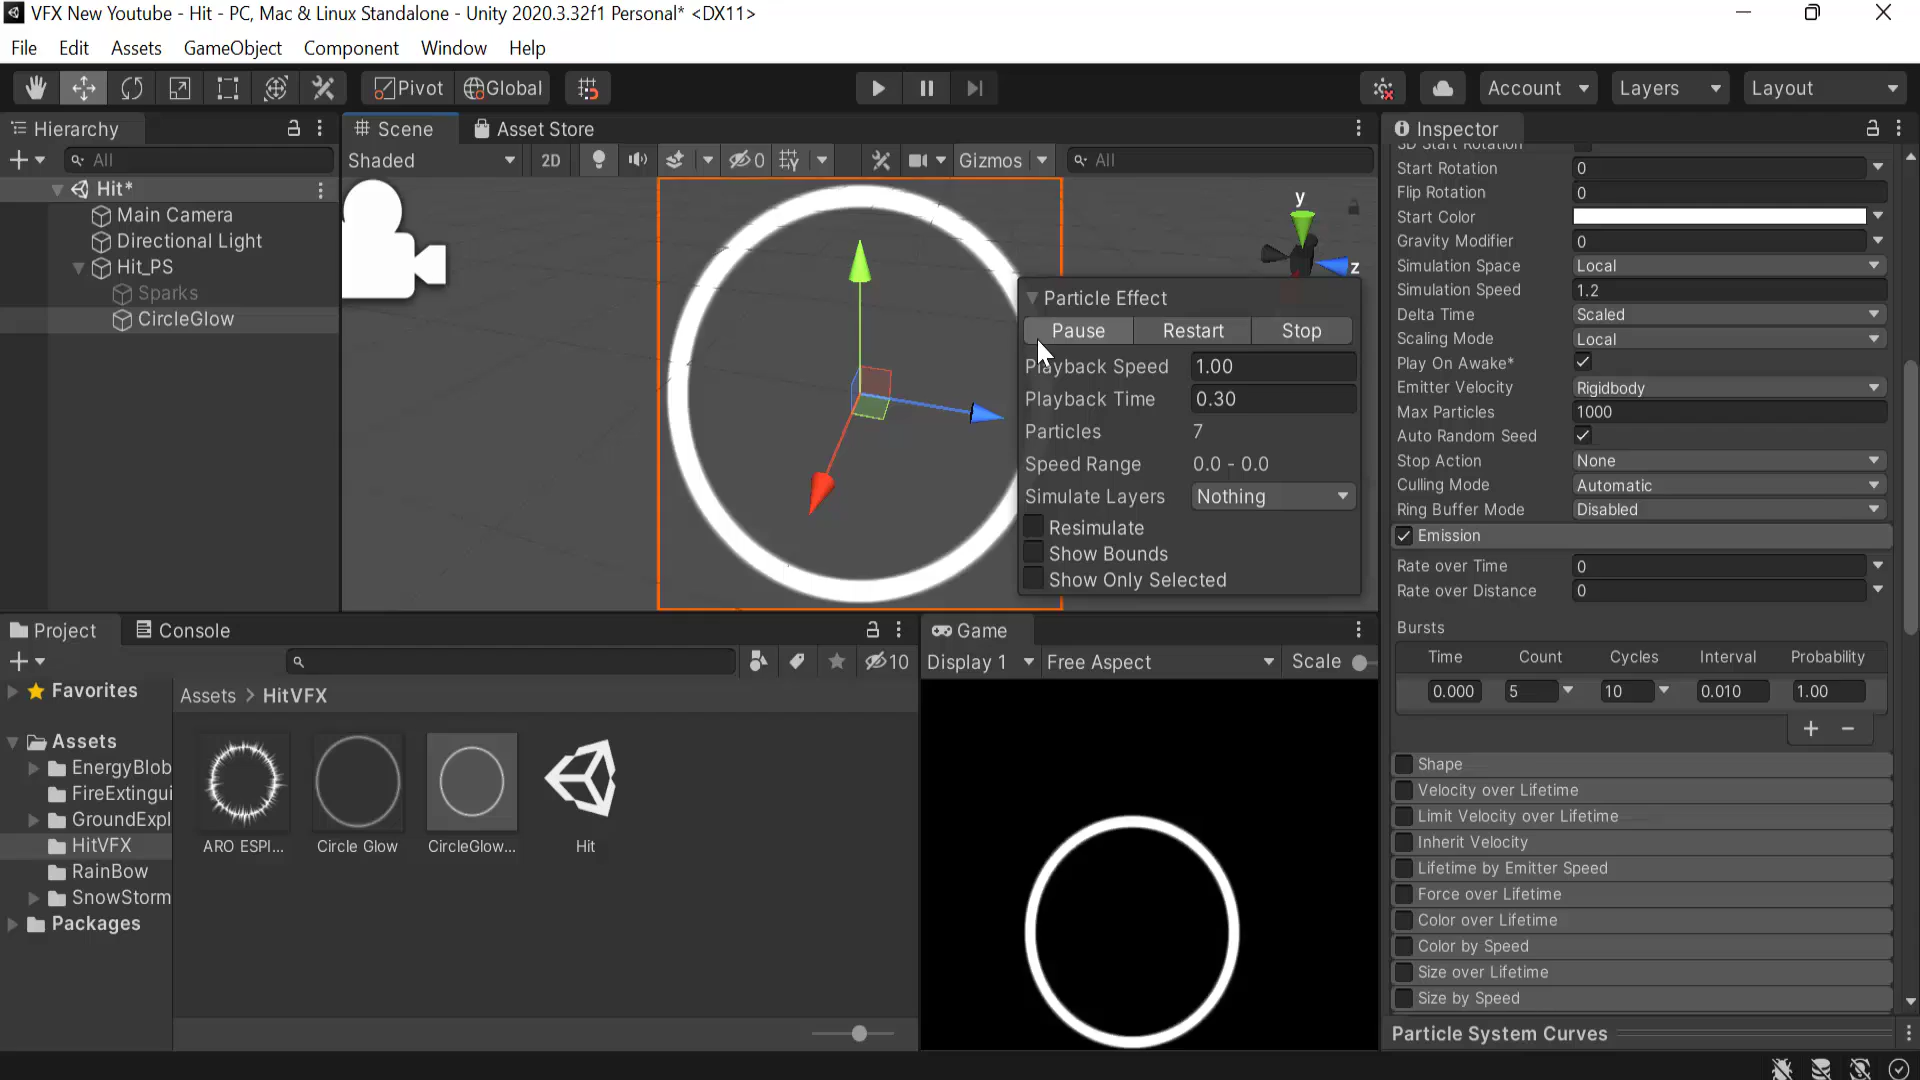 VFX New Youtube - Hit - PC, Mac & Linux Standalone - Unity 2020.3.32f1 Personal* <DX11>
File Edit Assets GameObject Component Window Help
Pivot Global Account Layers Layout
Hierarchy
All
Hit*
Main Camera
Directional Light
Hit_PS
Sparks
CircleGlow
Scene Asset Store
Shaded 2D 0 Gizmos All
y
z
Particle Effect
Pause Restart Stop
Playback Speed 1.00
Playback Time 0.30
Particles 7
Speed Range 0.0 - 0.0
Simulate Layers Nothing
Resimulate
Show Bounds
Show Only Selected
Inspector
3D Start Rotation
Start Rotation 0
Flip Rotation 0
Start Color
Gravity Modifier 0
Simulation Space Local
Simulation Speed 1.2
Delta Time Scaled
Scaling Mode Local
Play On Awake*
Emitter Velocity Rigidbody
Max Particles 1000
Auto Random Seed
Stop Action None
Culling Mode Automatic
Ring Buffer Mode Disabled
Emission
Rate over Time 0
Rate over Distance 0
Bursts
Time Count Cycles Interval Probability
0.000 5 10 0.010 1.00
+ −
Shape
Velocity over Lifetime
Limit Velocity over Lifetime
Inherit Velocity
Lifetime by Emitter Speed
Force over Lifetime
Color over Lifetime
Color by Speed
Size over Lifetime
Size by Speed
Particle System Curves
Project Console
10
Favorites
Assets
EnergyBlob
FireExtingui
GroundExpl
HitVFX
RainBow
SnowStorm
Packages
Assets > HitVFX
ARO ESPI... Circle Glow CircleGlow... Hit
Game
Display 1 Free Aspect Scale